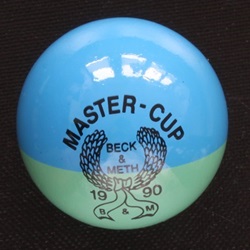 MASTER-CUP
BECK
&
METH
19 90
B & M